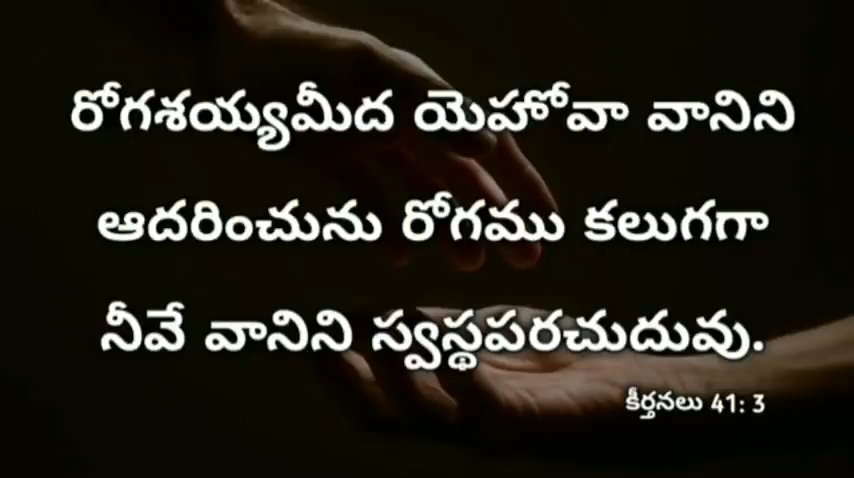 రోగశయ్యమీద యెహోవా వానిని
ఆదరించును రోగము కలుగగా
నీవే వానిని స్వస్థపరచుదువు.
కీర్తనలు 41: 3